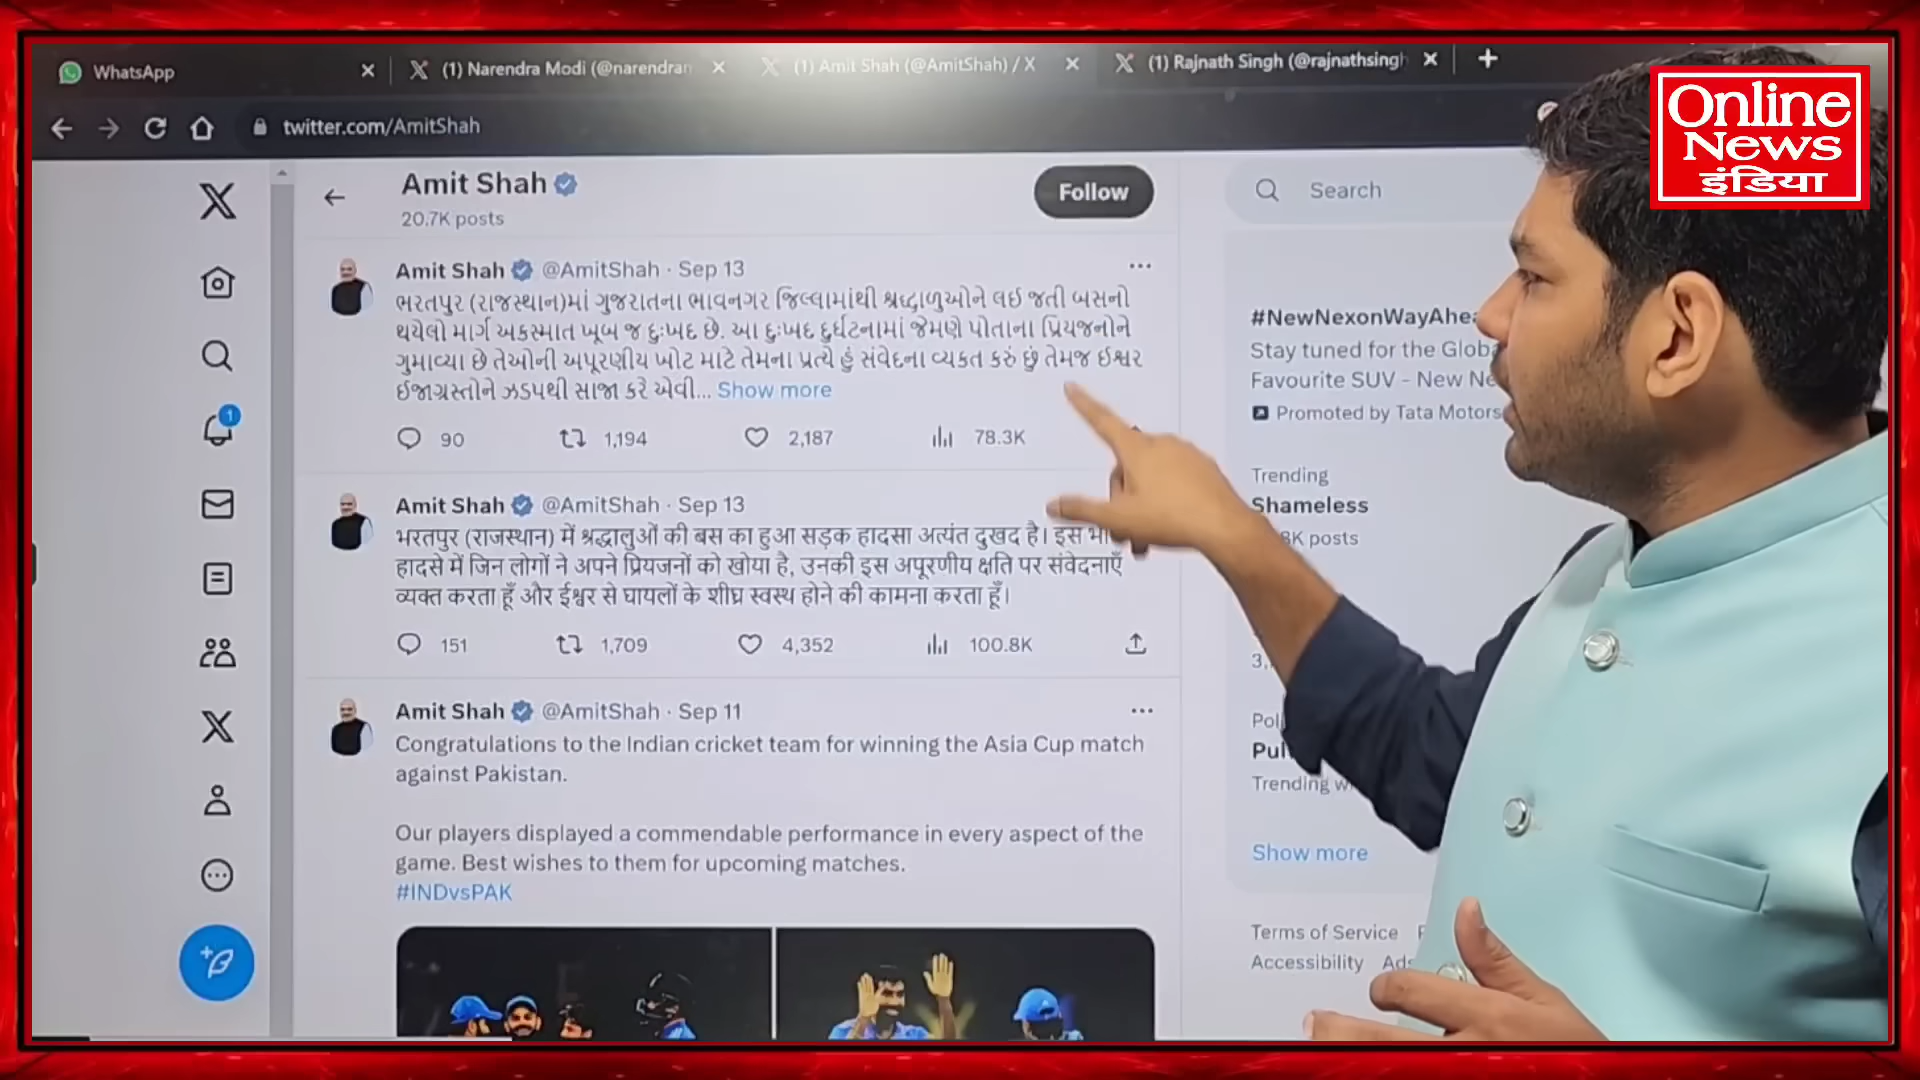 WhatsApp
(1) Narendra Modi (@narendran
(1) Amit Shah (@AmitShah) / X
(1) Rajnath Singh (@rajnathsingh
twitter.com/AmitShah
Online
News
इंडिया
Amit Shah
20.7K posts
Follow
Search
Amit Shah @AmitShah · Sep 13
ભરતપુર (રાજસ્થાન)માં ગુજરાતના ભાવનગર જિલ્લામાંથી શ્રદ્ધાળુઓને લઈ જતી બસનો
થયેલો માર્ગ અકસ્માત ખૂબ જ દુઃખદ છે. આ દુઃખદ દુર્ઘટનામાં જેમણે પોતાના પ્રિયજનોને
ગુમાવ્યા છે તેઓની અપૂરણીય ખોટ માટે તેમના પ્રત્યે હું સંવેદના વ્યકત કરું છું તેમજ ઈશ્વર
ઈજાગ્રસ્તોને ઝડપથી સાજા કરે એવી... Show more
90 1,194 2,187 78.3K
Amit Shah @AmitShah · Sep 13
भरतपुर (राजस्थान) में श्रद्धालुओं की बस का हुआ सड़क हादसा अत्यंत दुखद है। इस
हादसे में जिन लोगों ने अपने प्रियजनों को खोया है, उनकी इस अपूरणीय क्षति पर संवेदनाएँ
व्यक्त करता हूँ और ईश्वर से घायलों के शीघ्र स्वस्थ होने की कामना करता हूँ।
151 1,709 4,352 100.8K
Amit Shah @AmitShah · Sep 11
Congratulations to the Indian cricket team for winning the Asia Cup match
against Pakistan.
Our players displayed a commendable performance in every aspect of the
game. Best wishes to them for upcoming matches.
#INDvsPAK
#NewNexonWayAhea
Stay tuned for the Globa
Favourite SUV - New Ne
Promoted by Tata Motors
Trending
Shameless
8K posts
3,
Pol
Pul
Trending w
Show more
Terms of Service
Accessibility Ads
1